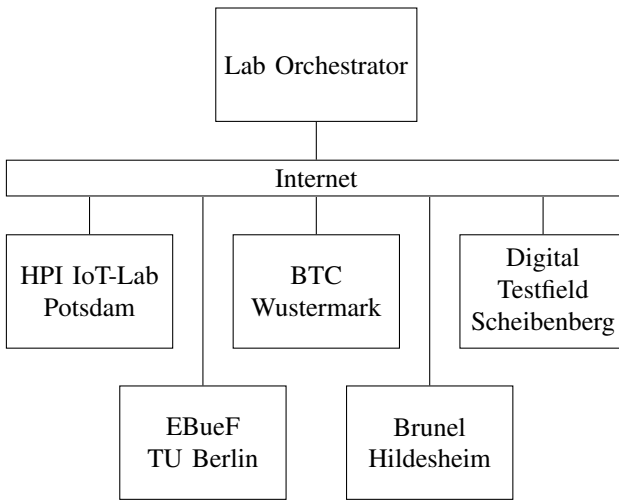 Lab Orchestrator
Internet
HPI IoT-Lab
Potsdam
BTC
Wustermark
Digital
Testfield
Scheibenberg
EBueF
TU Berlin
Brunel
Hildesheim